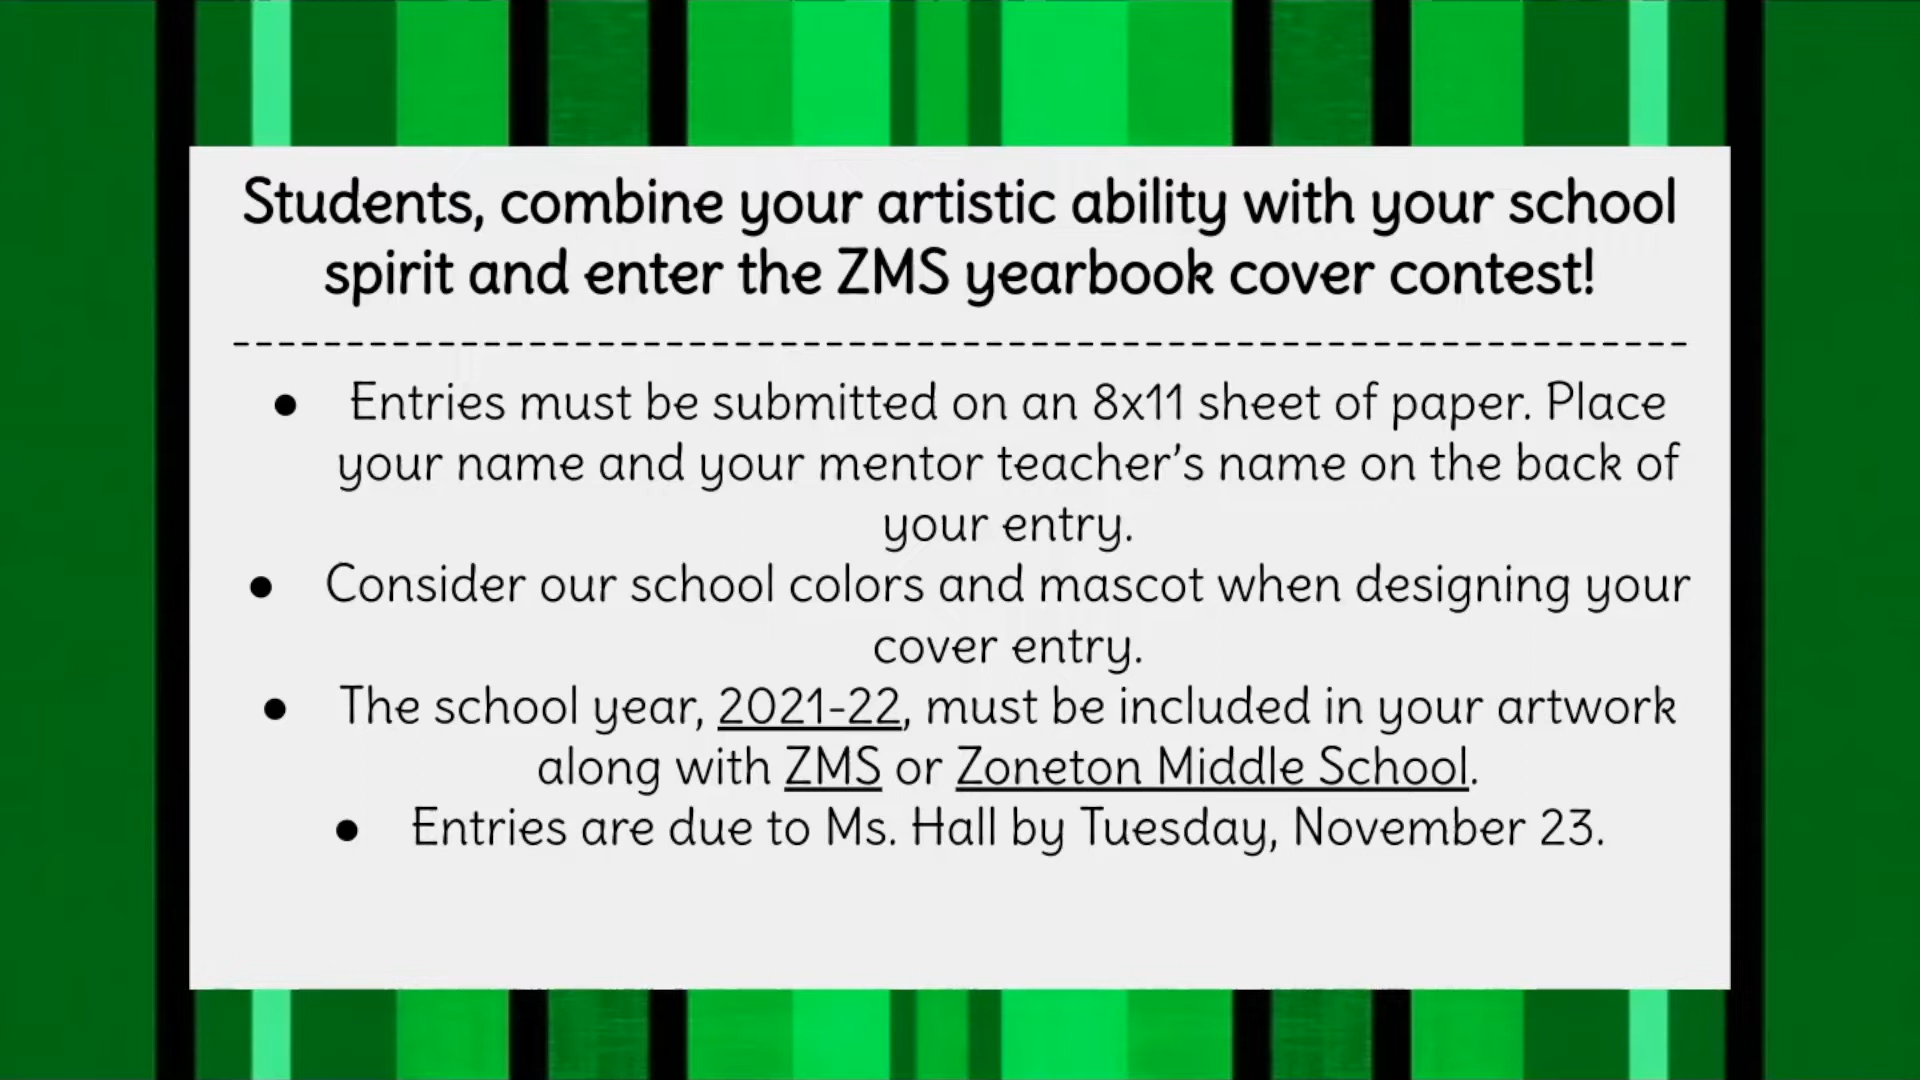 Students, combine your artistic ability with your school
spirit and enter the ZMS yearbook cover contest!
----------------------------------------------------------------
● Entries must be submitted on an 8x11 sheet of paper. Place
your name and your mentor teacher’s name on the back of
your entry.
● Consider our school colors and mascot when designing your
cover entry.
● The school year, 2021-22, must be included in your artwork
along with ZMS or Zoneton Middle School.
● Entries are due to Ms. Hall by Tuesday, November 23.